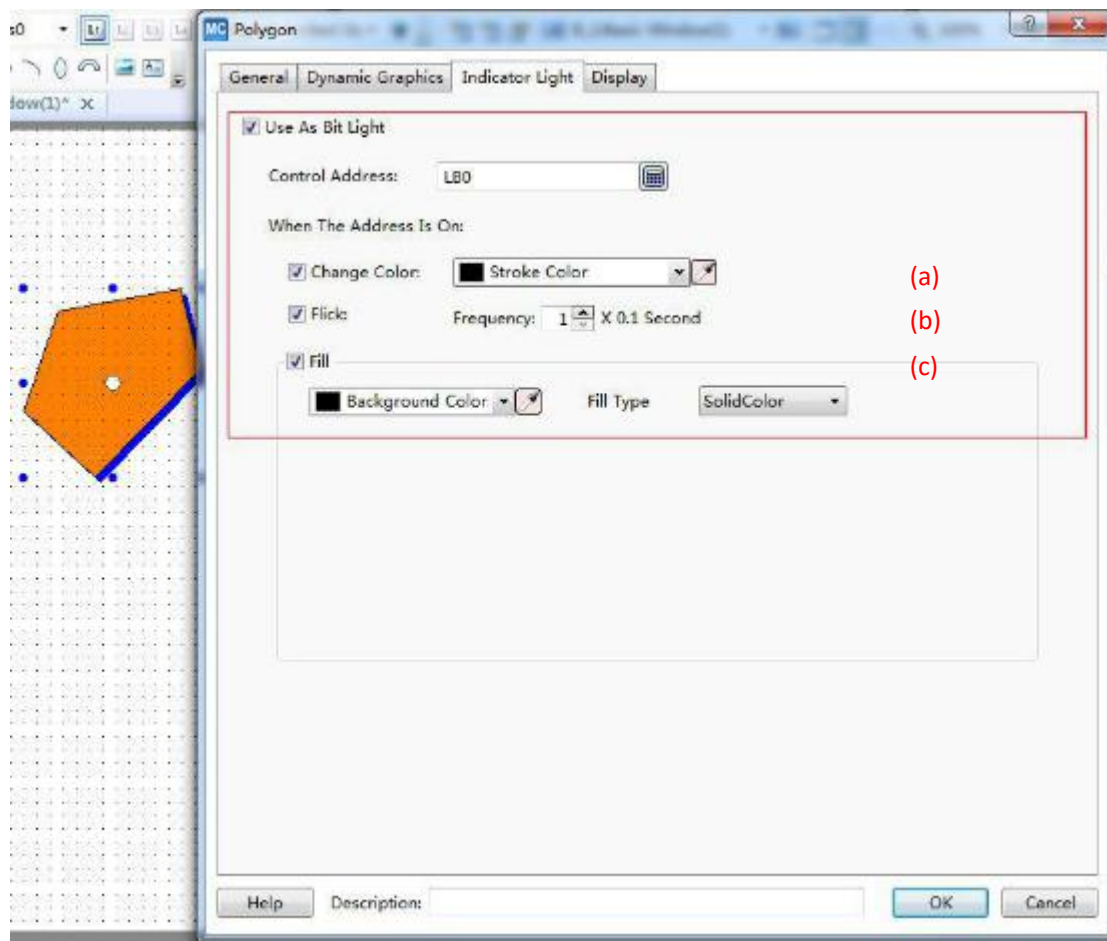 s0
MC Polygon
General Dynamic Graphics Indicator Light Display
dow(1)* X
Use As Bit Light
Control Address: LB0
When The Address Is On:
Change Color: Stroke Color (a)
Flick: Frequency: 1 X 0.1 Second (b)
Fill (c)
Background Color Fill Type SolidColor
Help Description: OK Cancel